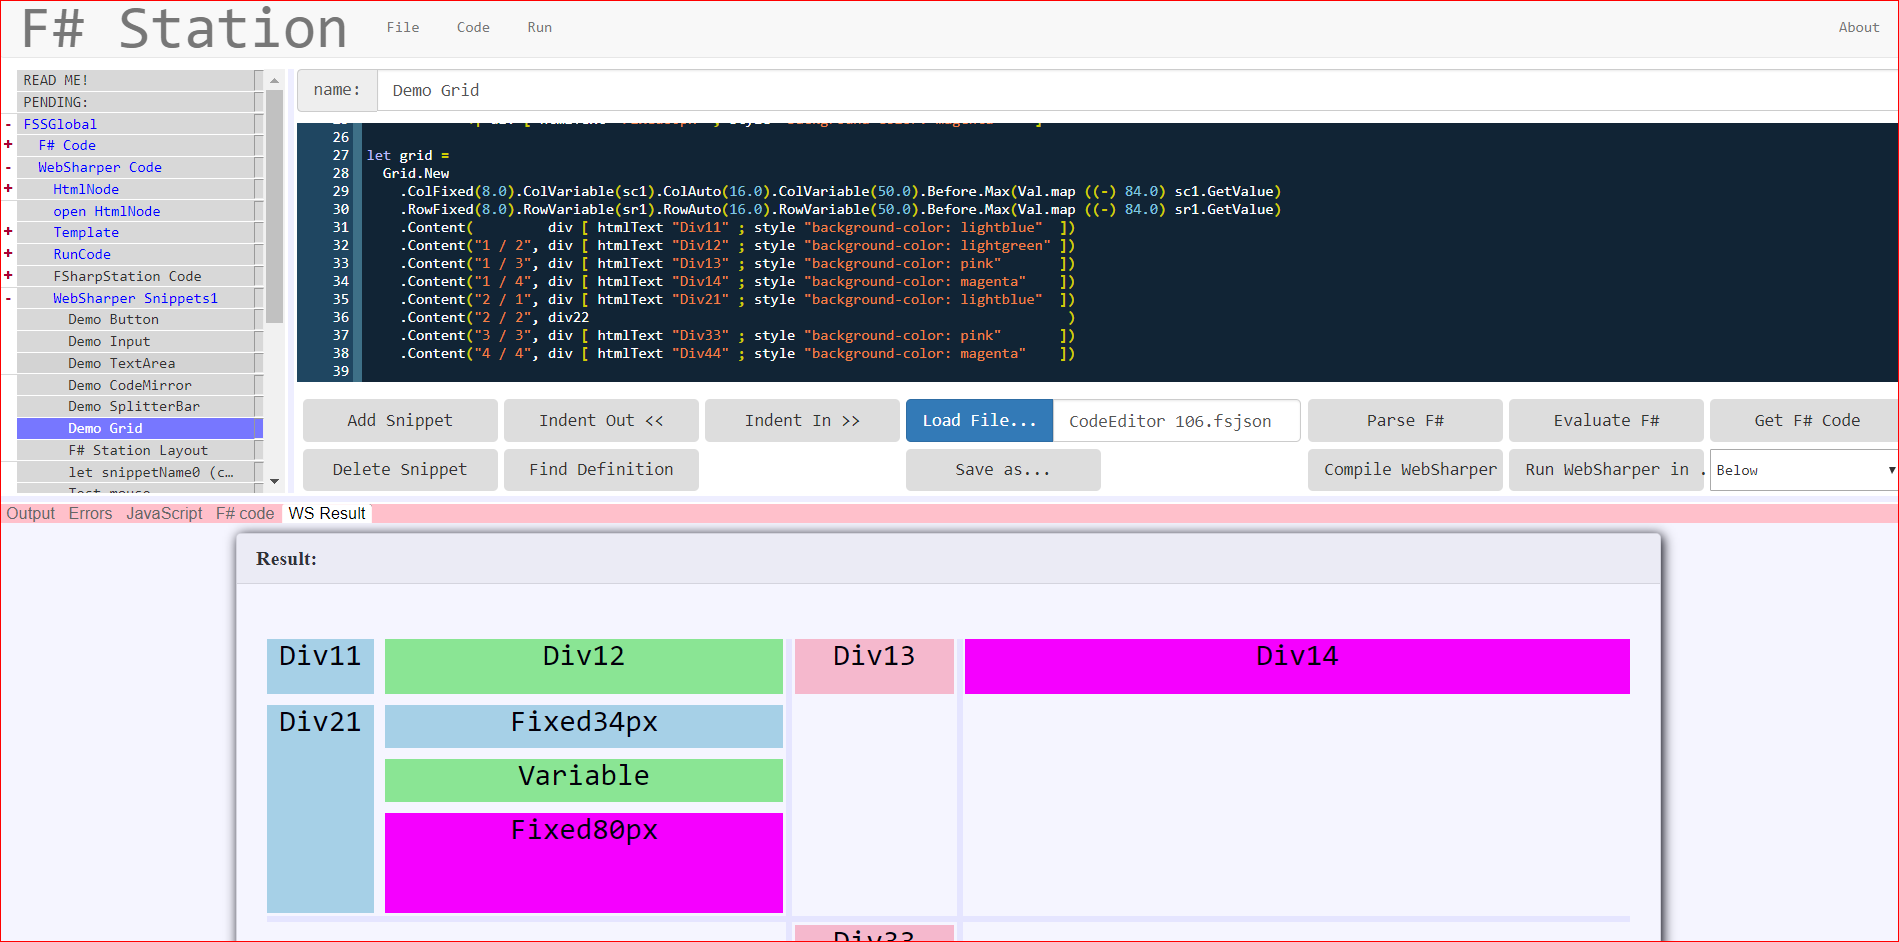 F# Station
File
Code
Run
About
READ ME!
PENDING:
- FSSGlobal
+ F# Code
- WebSharper Code
+ HtmlNode
open HtmlNode
+ Template
+ RunCode
+ FSharpStation Code
- WebSharper Snippets1
Demo Button
Demo Input
Demo TextArea
Demo CodeMirror
Demo SplitterBar
Demo Grid
F# Station Layout
let snippetName0 (c…
Test mouse
name:
Demo Grid
26
27 let grid =
28   Grid.New
29     .ColFixed(8.0).ColVariable(sc1).ColAuto(16.0).ColVariable(50.0).Before.Max(Val.map ((-) 84.0) sc1.GetValue)
30     .RowFixed(8.0).RowVariable(sr1).RowAuto(16.0).RowVariable(50.0).Before.Max(Val.map ((-) 84.0) sr1.GetValue)
31     .Content(         div [ htmlText "Div11" ; style "background-color: lightblue"  ])
32     .Content("1 / 2", div [ htmlText "Div12" ; style "background-color: lightgreen" ])
33     .Content("1 / 3", div [ htmlText "Div13" ; style "background-color: pink"       ])
34     .Content("1 / 4", div [ htmlText "Div14" ; style "background-color: magenta"    ])
35     .Content("2 / 1", div [ htmlText "Div21" ; style "background-color: lightblue"  ])
36     .Content("2 / 2", div22                                                          )
37     .Content("3 / 3", div [ htmlText "Div33" ; style "background-color: pink"       ])
38     .Content("4 / 4", div [ htmlText "Div44" ; style "background-color: magenta"    ])
39
Add Snippet
Indent Out <<
Indent In >>
Load File...
CodeEditor 106.fsjson
Parse F#
Evaluate F#
Get F# Code
Delete Snippet
Find Definition
Save as...
Compile WebSharper
Run WebSharper in .
Below
Output
Errors
JavaScript
F# code
WS Result
Result:
Div11
Div12
Div13
Div14
Div21
Fixed34px
Variable
Fixed80px
Div33